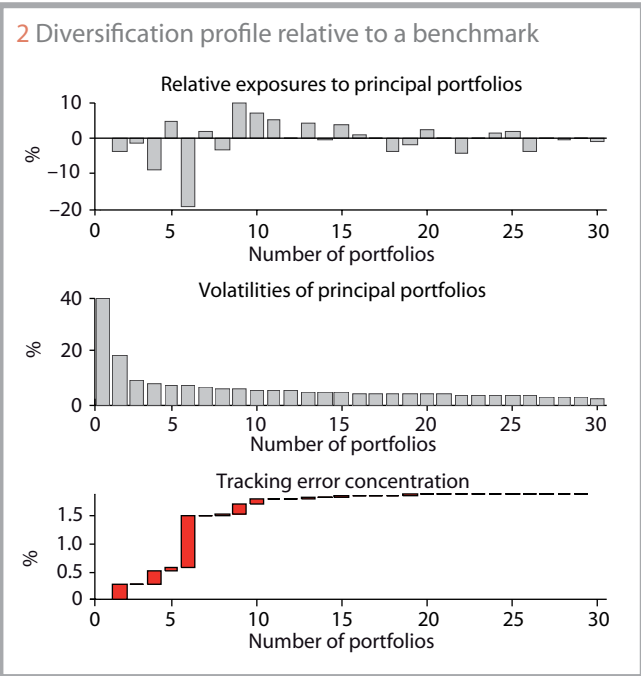 2 Diversification profile relative to a benchmark
Relative exposures to principal portfolios
10
0
–10
–20
%
0 5 10 15 20 25 30
Number of portfolios
Volatilities of principal portfolios
40
20
0
%
0 5 10 15 20 25 30
Number of portfolios
Tracking error concentration
1.5
1.0
0.5
0
%
0 5 10 15 20 25 30
Number of portfolios